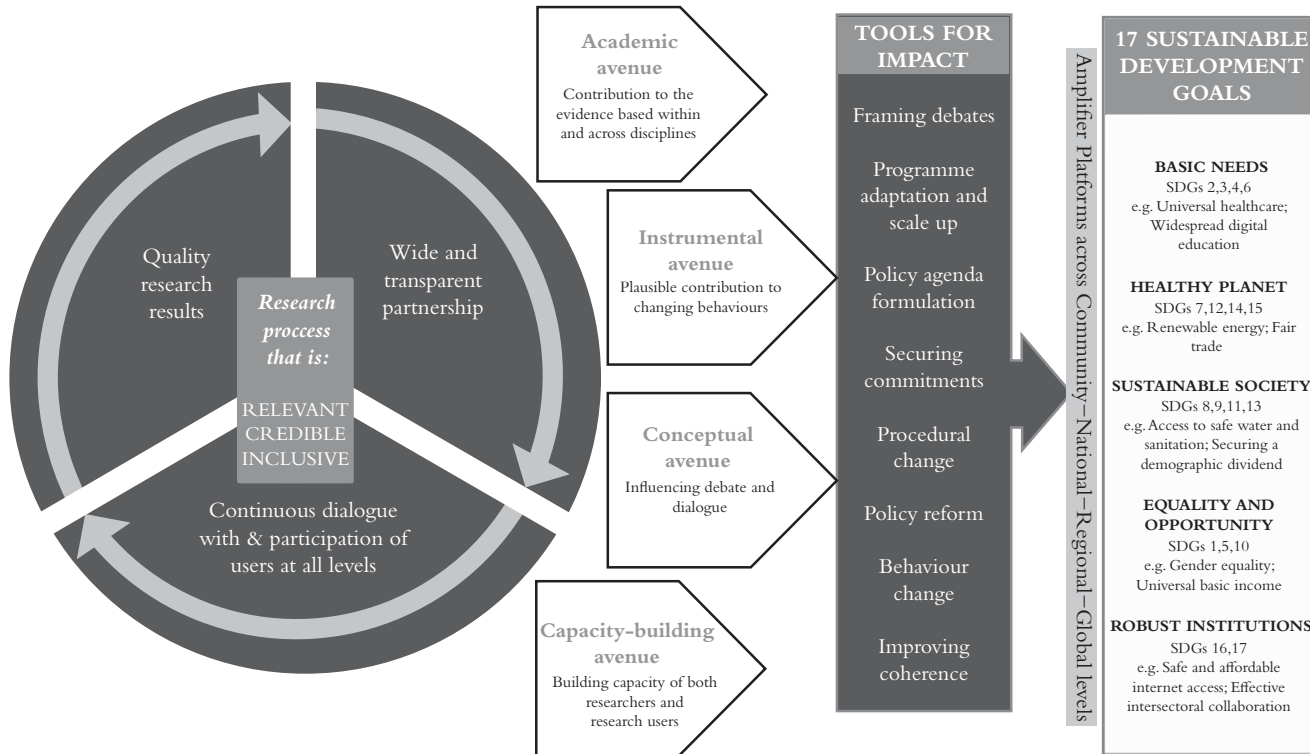 Quality
research
results
Wide and
transparent
partnership
Research
proccess
that is:
RELEVANT
CREDIBLE
INCLUSIVE
Continuous dialogue
with & participation of
users at all levels
Academic
avenue
Contribution to the
evidence based within
and across disciplines
Instrumental
avenue
Plausible contribution to
changing behaviours
Conceptual
avenue
Influencing debate and
dialogue
Capacity-building
avenue
Building capacity of both
researchers and
research users
TOOLS FOR
IMPACT
Framing debates
Programme
adaptation and
scale up
Policy agenda
formulation
Securing
commitments
Procedural
change
Policy reform
Behaviour
change
Improving
coherence
Amplifier Platforms across Community–National–Regional–Global levels
17 SUSTAINABLE
DEVELOPMENT
GOALS
BASIC NEEDS
SDGs 2,3,4,6
e.g. Universal healthcare;
Widespread digital
education
HEALTHY PLANET
SDGs 7,12,14,15
e.g. Renewable energy; Fair
trade
SUSTAINABLE SOCIETY
SDGs 8,9,11,13
e.g. Access to safe water and
sanitation; Securing a
demographic dividend
EQUALITY AND
OPPORTUNITY
SDGs 1,5,10
e.g. Gender equality;
Universal basic income
ROBUST INSTITUTIONS
SDGs 16,17
e.g. Safe and affordable
internet access; Effective
intersectoral collaboration